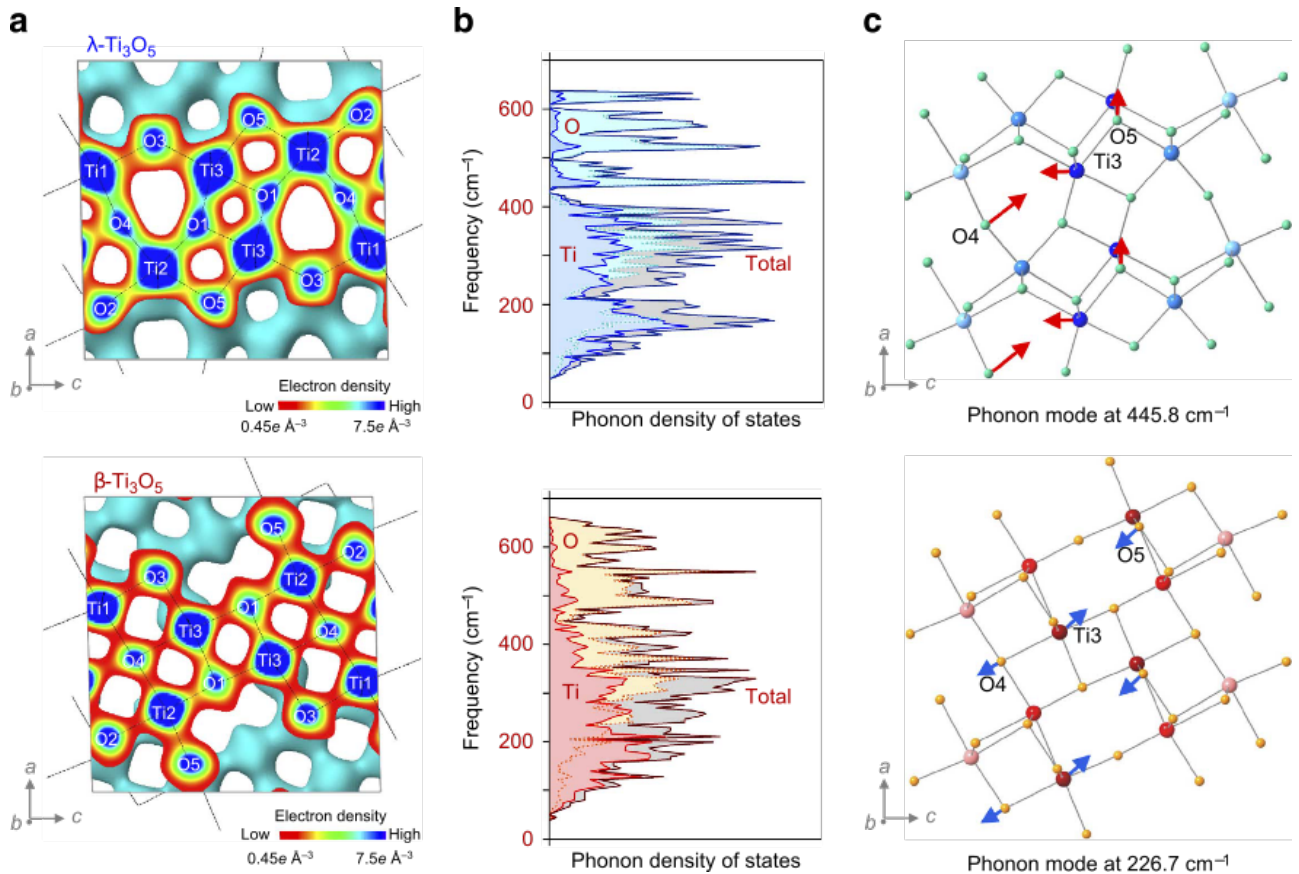 a
λ-Ti3O5
O2
O5
O3
Ti2
Ti1
Ti3
O1
O4
O4
O1
Ti3
Ti1
Ti2
O3
O2
O5
a
b
c
Electron density
Low
High
0.45e Å–3
7.5e Å–3
b
600
O
400
Ti
Total
200
0
Frequency (cm–1)
Phonon density of states
c
O5
Ti3
O4
a
b
c
Phonon mode at 445.8 cm–1
β-Ti3O5
O5
O2
O3
Ti2
Ti1
O1
Ti3
O4
O4
Ti3
O1
Ti1
Ti2
O3
O2
O5
a
b
c
Electron density
Low
High
0.45e Å–3
7.5e Å–3
600
O
400
Ti
Total
200
0
Frequency (cm–1)
Phonon density of states
O5
Ti3
O4
a
b
c
Phonon mode at 226.7 cm–1